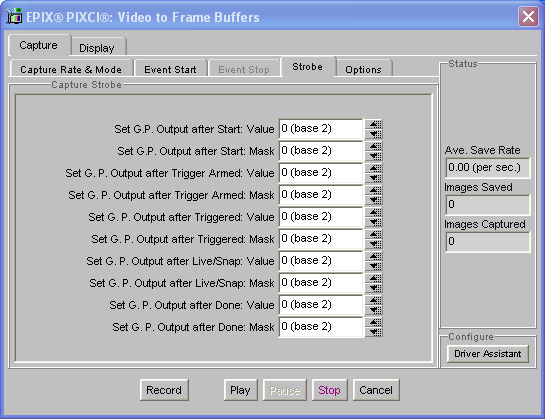 EPIX® PIXCI®: Video to Frame Buffers
Capture
Display
Capture Rate & Mode
Event Start
Event Stop
Strobe
Options
Status
Capture Strobe
Set G.P. Output after Start: Value 0 (base 2)
Set G.P. Output after Start: Mask 0 (base 2)
Set G. P. Output after Trigger Armed: Value 0 (base 2)
Set G. P. Output after Trigger Armed: Mask 0 (base 2)
Set G. P. Output after Triggered: Value 0 (base 2)
Set G. P. Output after Triggered: Mask 0 (base 2)
Set G. P. Output after Live/Snap: Value 0 (base 2)
Set G. P. Output after Live/Snap: Mask 0 (base 2)
Set G. P. Output after Done: Value 0 (base 2)
Set G. P. Output after Done: Mask 0 (base 2)
Ave. Save Rate
0.00 (per sec.)
Images Saved
0
Images Captured
0
Configure
Driver Assistant
Record
Play
Pause
Stop
Cancel